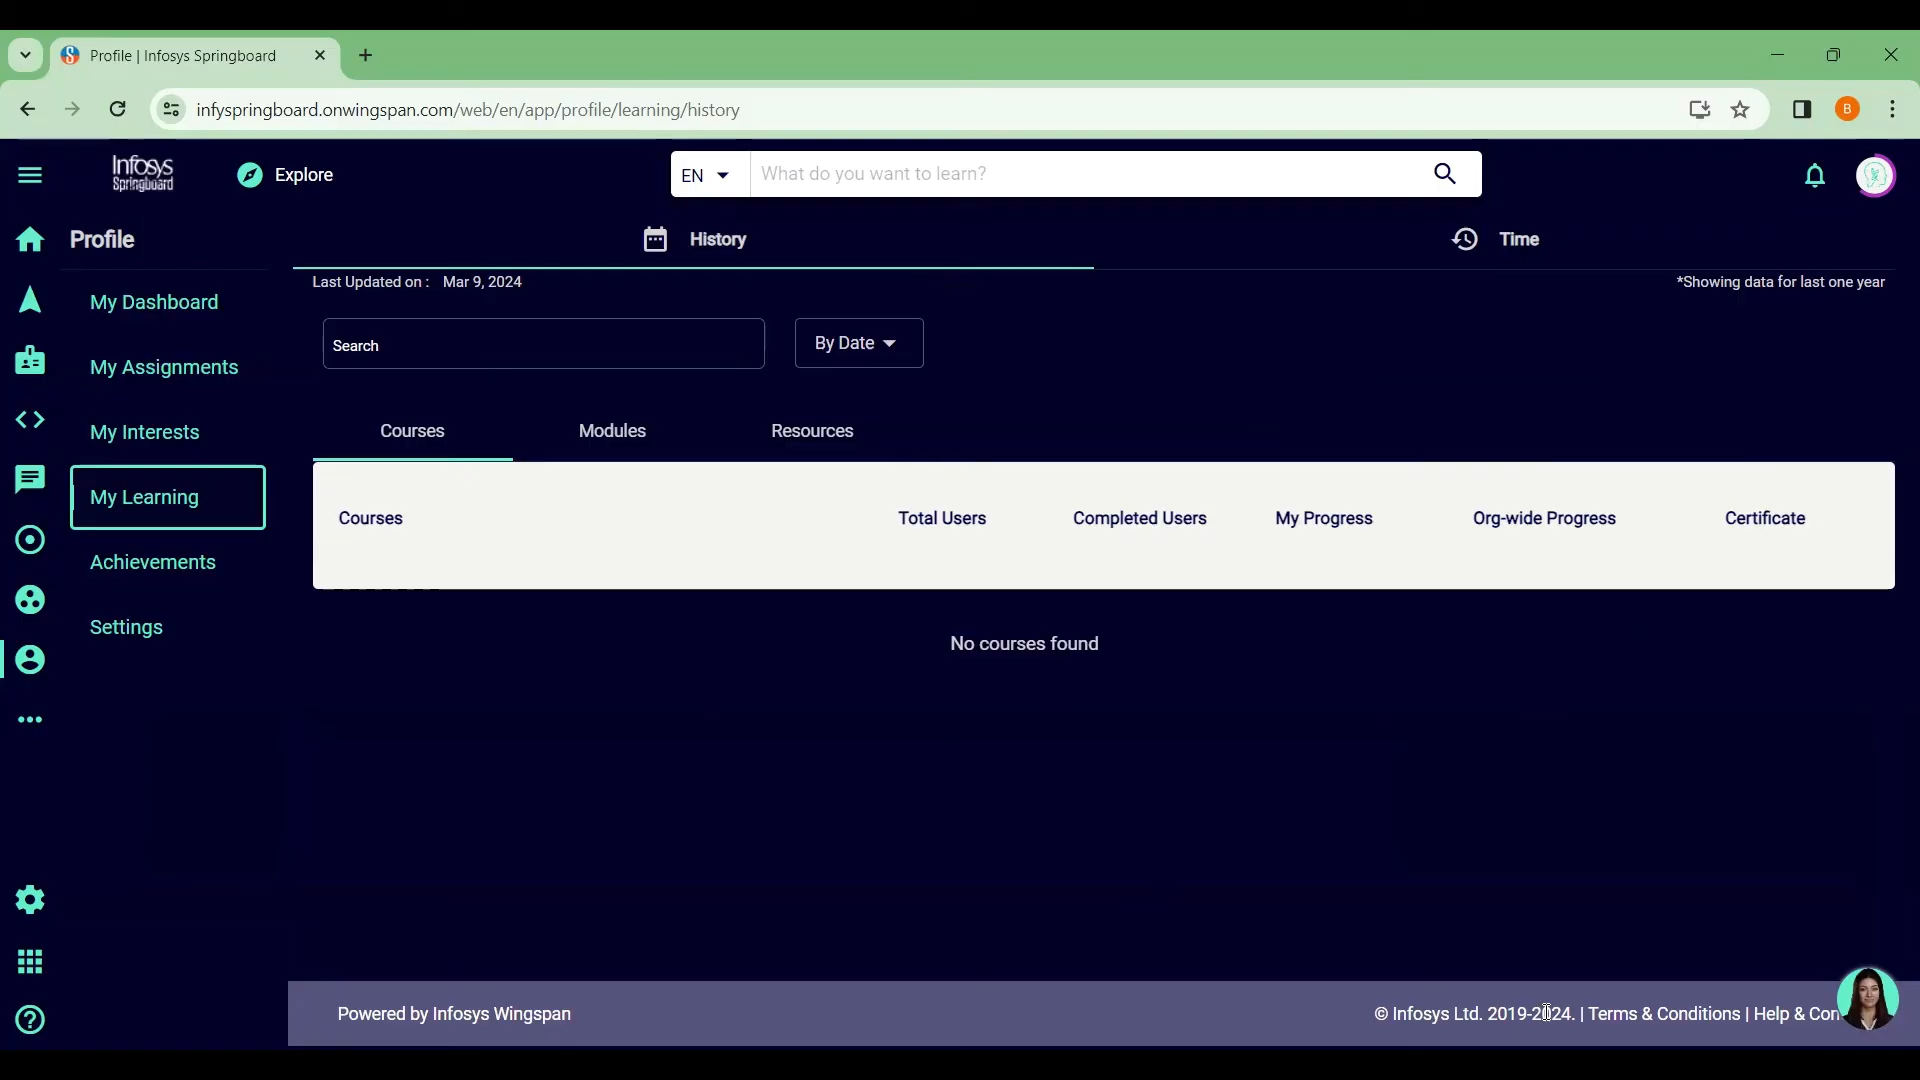 Profile | Infosys Springboard
infyspringboard.onwingspan.com/web/en/app/profile/learning/history
B
Infosys
Springboard
Explore
EN
What do you want to learn?
Profile
History
Time
Last Updated on : Mar 9, 2024
*Showing data for last one year
My Dashboard
My Assignments
My Interests
My Learning
Achievements
Settings
Search
By Date
Courses
Modules
Resources
Courses
Total Users
Completed Users
My Progress
Org-wide Progress
Certificate
No courses found
Powered by Infosys Wingspan
© Infosys Ltd. 2019-2024. | Terms & Conditions | Help & Con